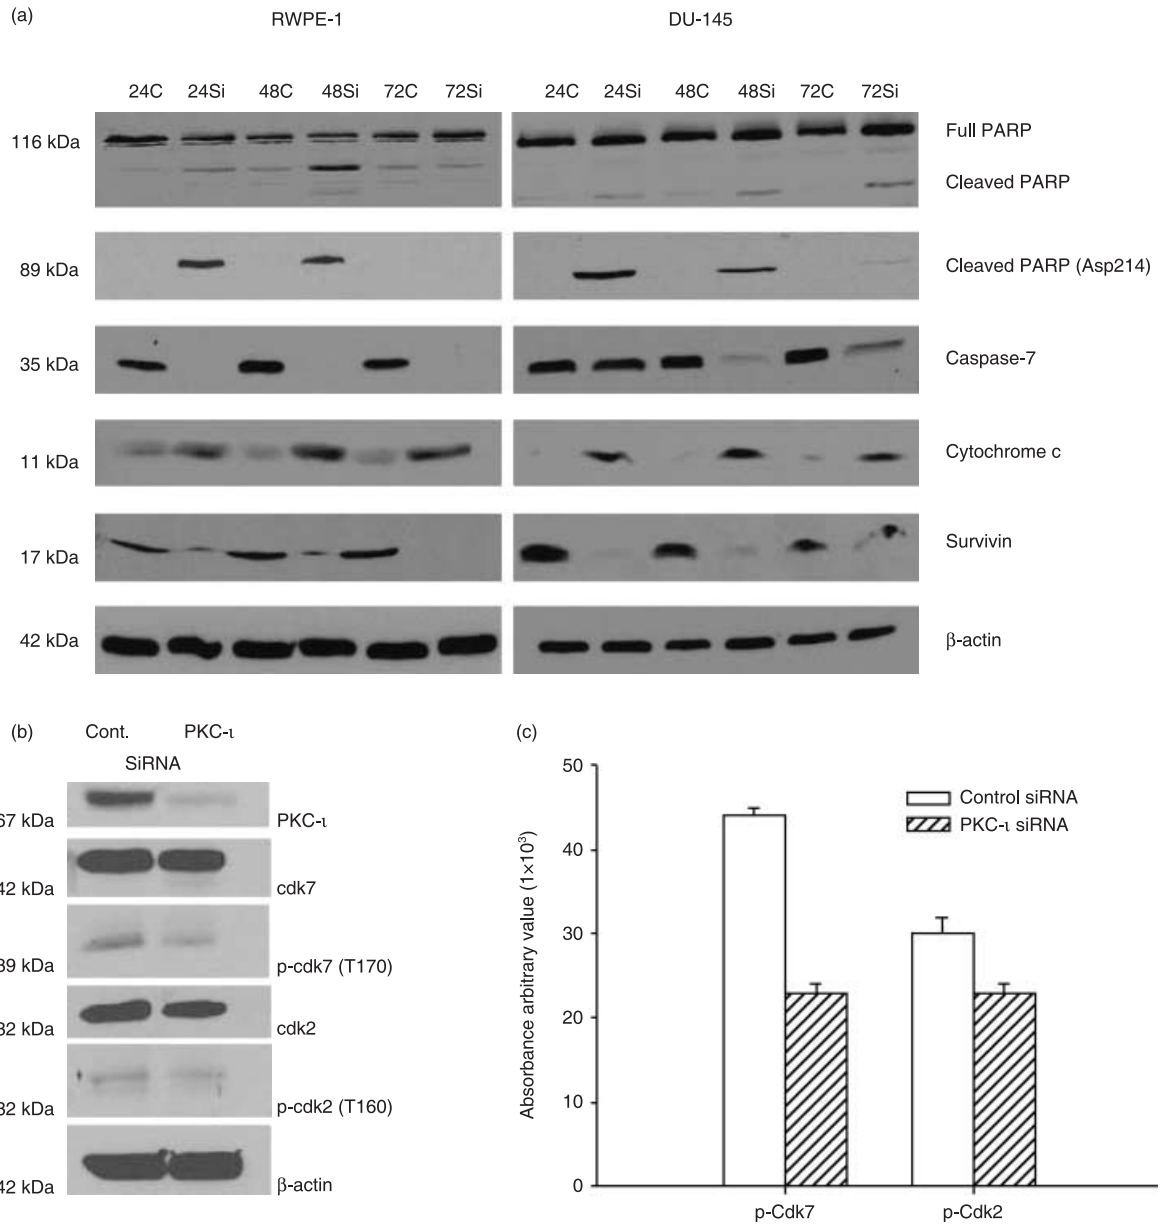 (a)
RWPE-1 DU-145
24C 24Si 48C 48Si 72C 72Si 24C 24Si 48C 48Si 72C 72Si
116 kDa Full PARP
Cleaved PARP
89 kDa Cleaved PARP (Asp214)
35 kDa Caspase-7
11 kDa Cytochrome c
17 kDa Survivin
42 kDa β-actin
(b) Cont. PKC-ι
SiRNA
67 kDa PKC-ι
42 kDa cdk7
39 kDa p-cdk7 (T170)
32 kDa cdk2
32 kDa p-cdk2 (T160)
42 kDa β-actin
(c)
Absorbance arbitrary value (1×10³)
50
40
30
20
10
0
Control siRNA
PKC-ι siRNA
p-Cdk7 p-Cdk2